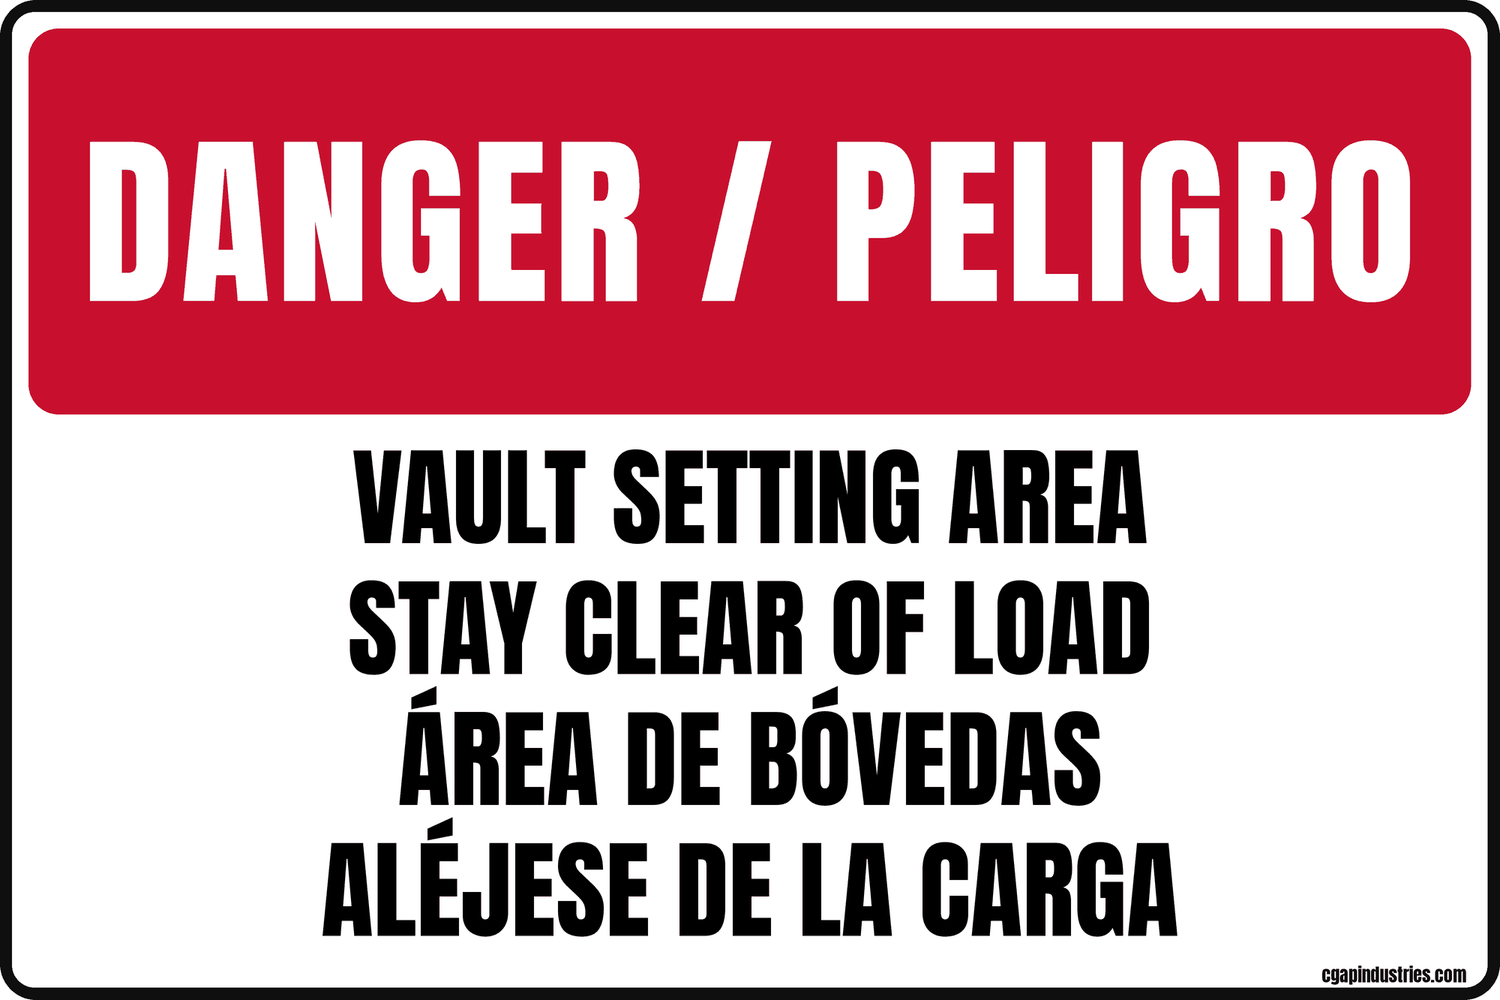 DANGER / PELIGRO
VAULT SETTING AREA
STAY CLEAR OF LOAD
ÁREA DE BÓVEDAS
ALÉJESE DE LA CARGA
cgapindustries.com